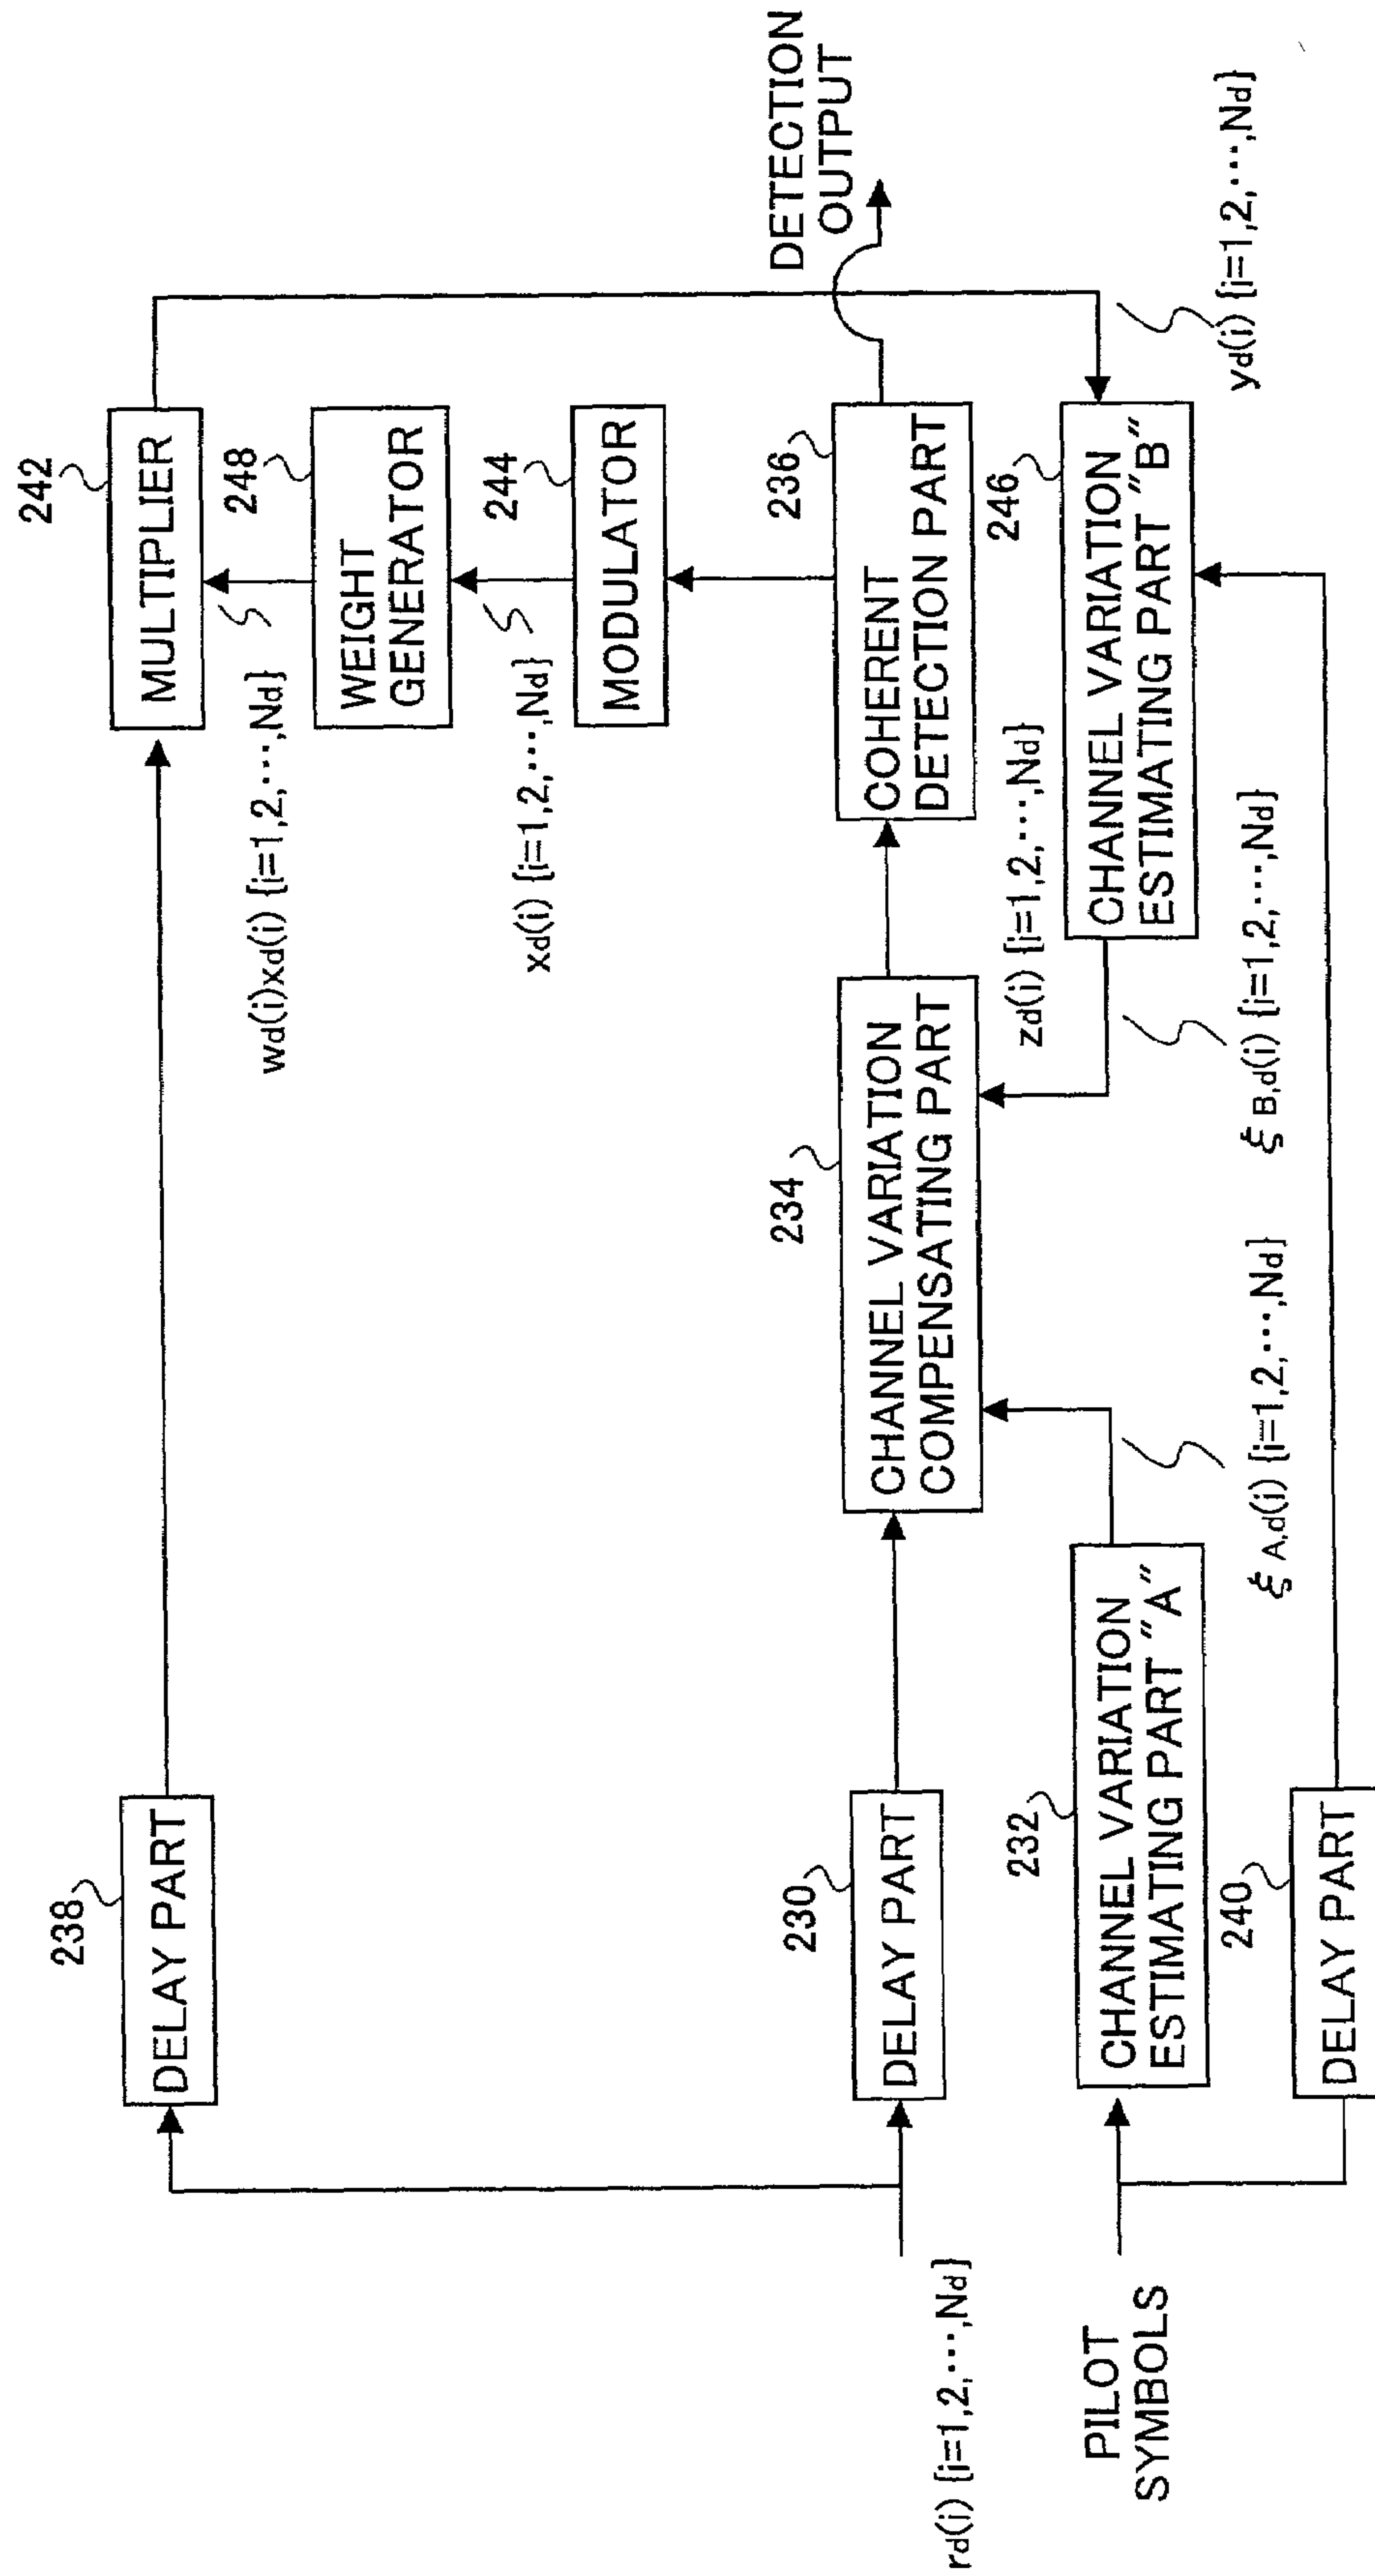 238
DELAY PART
242
MULTIPLIER
wd(i)xd(i) {i=1,2,⋯,Nd}
248
WEIGHT
GENERATOR
xd(i) {i=1,2,⋯,Nd}
244
MODULATOR
rd(i) {i=1,2,⋯,Nd}
230
DELAY PART
234
CHANNEL VARIATION
COMPENSATING PART
236
COHERENT
DETECTION PART
DETECTION
OUTPUT
zd(i) {i=1,2,⋯,Nd}
PILOT
SYMBOLS
232
CHANNEL VARIATION
ESTIMATING PART "A"
ξA,d(i) {i=1,2,⋯,Nd}
246
CHANNEL VARIATION
ESTIMATING PART "B"
ξB,d(i) {i=1,2,⋯,Nd}
yd(i) {i=1,2,⋯,Nd}
240
DELAY PART